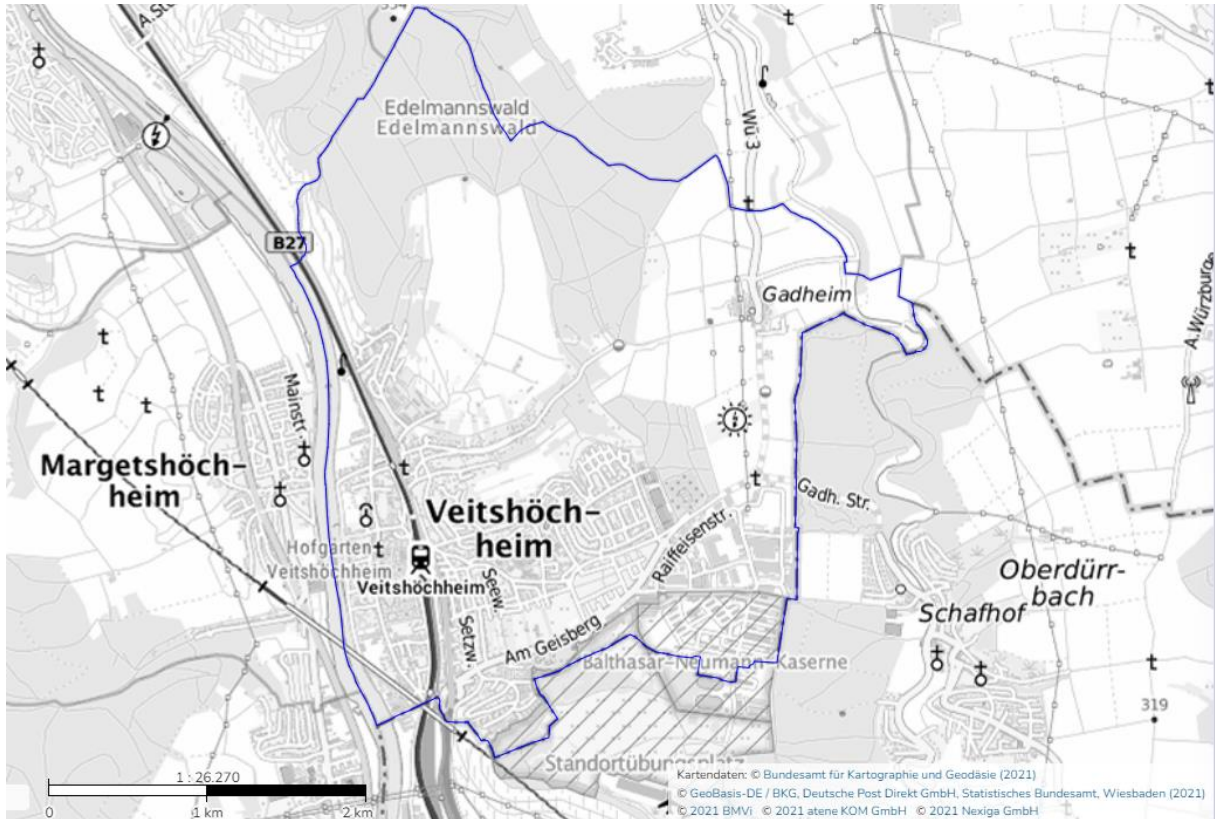 A.St
354
Edelmannswald
Edelmannswald
Wü 3
B27
Gadheim
A.Würzburg
Mainstr.
Margetshöch-
heim
Veitshöch-
heim
Hofgarten
Veitshöchheim
Veitshöchheim
Seew.
Setzw.
Raiffeisenstr.
Gadh. Str.
Am Geisberg
Oberdürr-
bach
Schafhof
Balthasar-Neumann-Kaserne
319
Standortübungsplatz
1 : 26.270
0
1 km
2 km
Kartendaten: © Bundesamt für Kartographie und Geodäsie (2021)
© GeoBasis-DE / BKG, Deutsche Post Direkt GmbH, Statistisches Bundesamt, Wiesbaden (2021)
© 2021 BMVi © 2021 atene KOM GmbH © 2021 Nexiga GmbH